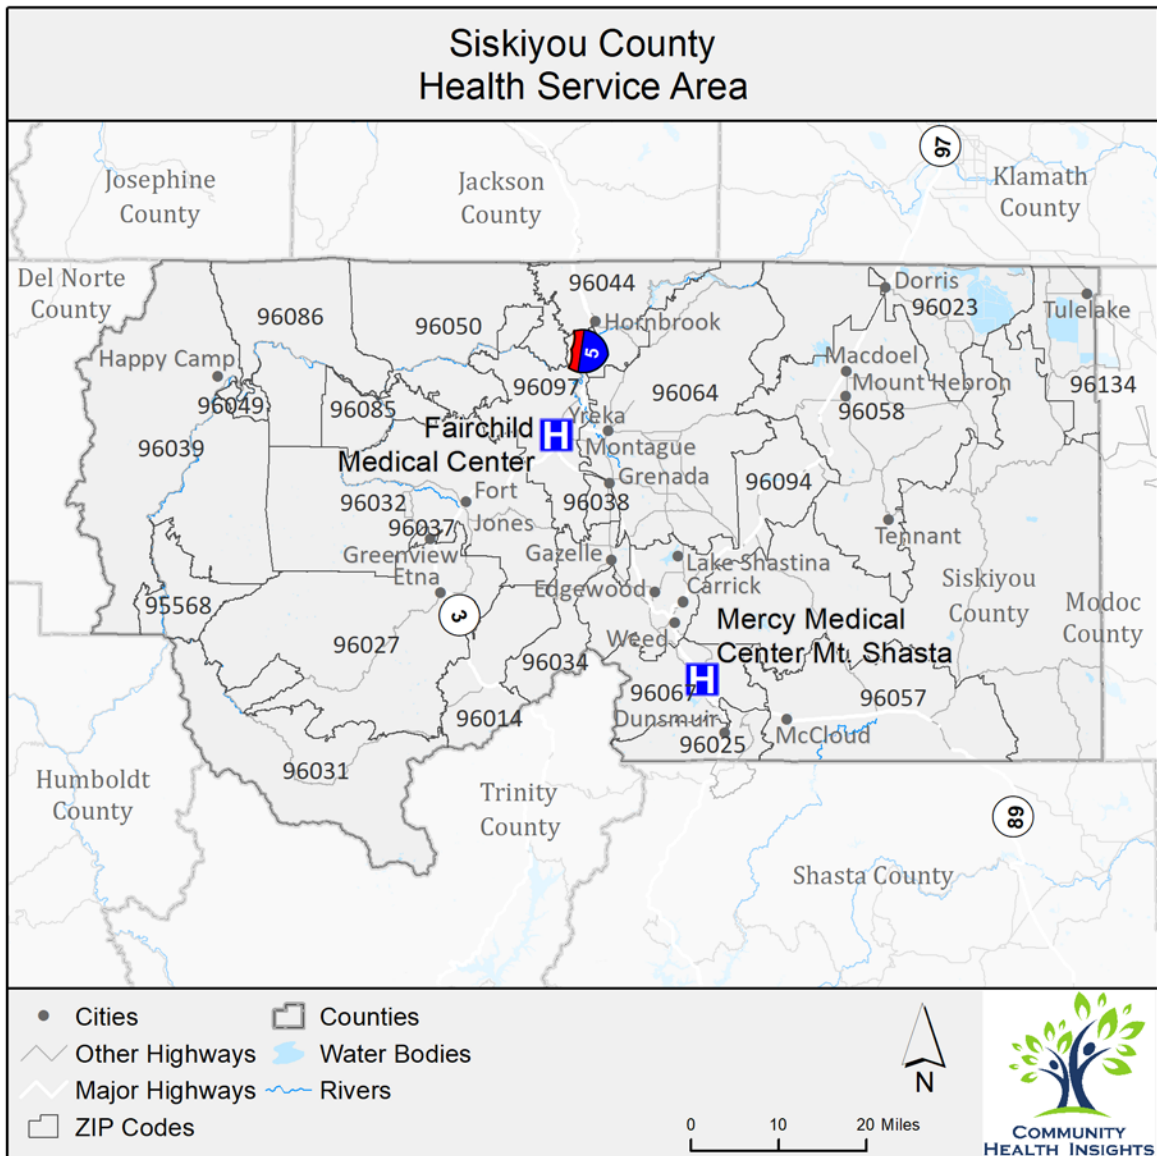 Siskiyou County
Health Service Area
97
Josephine
County
Jackson
County
Klamath
County
Del Norte
County
96044
Dorris
96023
Tulelake
96086
96050
Hornbrook
5
Happy Camp
Macdoel
96097
96064
Mount Hebron
96134
96049
96085
96058
Yreka
Fairchild
Medical Center
H
Montague
96039
Grenada
96094
96032
Fort
Jones
96038
96037
Tennant
Greenview
Gazelle
Lake Shastina
Etna
Edgewood
Carrick
Siskiyou
County
Modoc
County
95568
3
Mercy Medical
Center Mt. Shasta
Weed
96027
96034
H
96067
96057
96014
Dunsmuir
McCloud
96025
96031
Humboldt
County
Trinity
County
89
Shasta County
Cities
Counties
Other Highways
Water Bodies
Major Highways
Rivers
ZIP Codes
N
0 10 20 Miles
COMMUNITY
HEALTH INSIGHTS